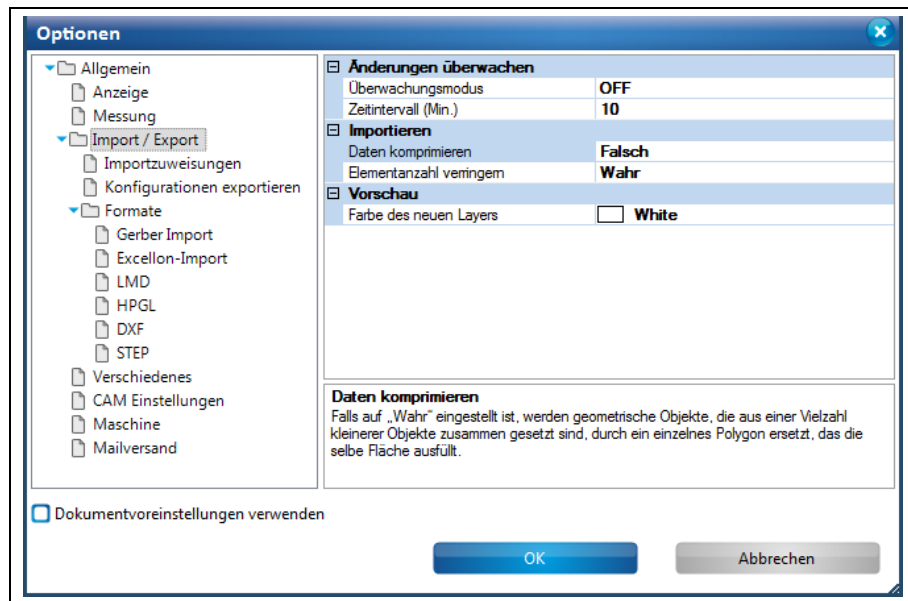 Optionen
Allgemein
Anzeige
Messung
Import / Export
Importzuweisungen
Konfigurationen exportieren
Formate
Gerber Import
Excellon-Import
LMD
HPGL
DXF
STEP
Verschiedenes
CAM Einstellungen
Maschine
Mailversand
Änderungen überwachen
Überwachungsmodus OFF
Zeitintervall (Min.) 10
Importieren
Daten komprimieren Falsch
Elementanzahl verringern Wahr
Vorschau
Farbe des neuen Layers White
Daten komprimieren
Falls auf „Wahr“ eingestellt ist, werden geometrische Objekte, die aus einer Vielzahl
kleinerer Objekte zusammen gesetzt sind, durch ein einzelnes Polygon ersetzt, das die
selbe Fläche ausfüllt.
Dokumentvoreinstellungen verwenden
OK
Abbrechen